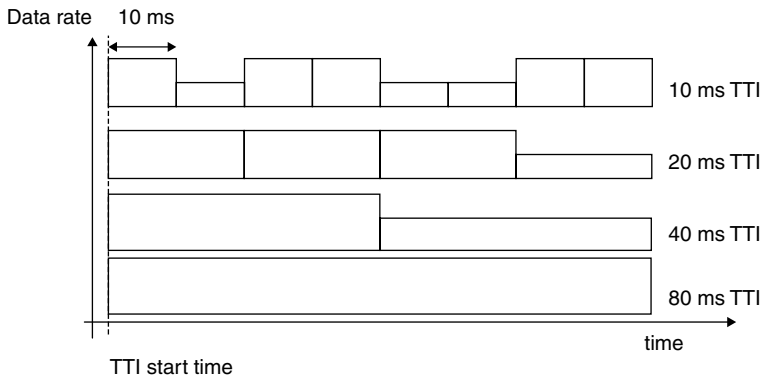 Data rate
10 ms
10 ms TTI
20 ms TTI
40 ms TTI
80 ms TTI
time
TTI start time